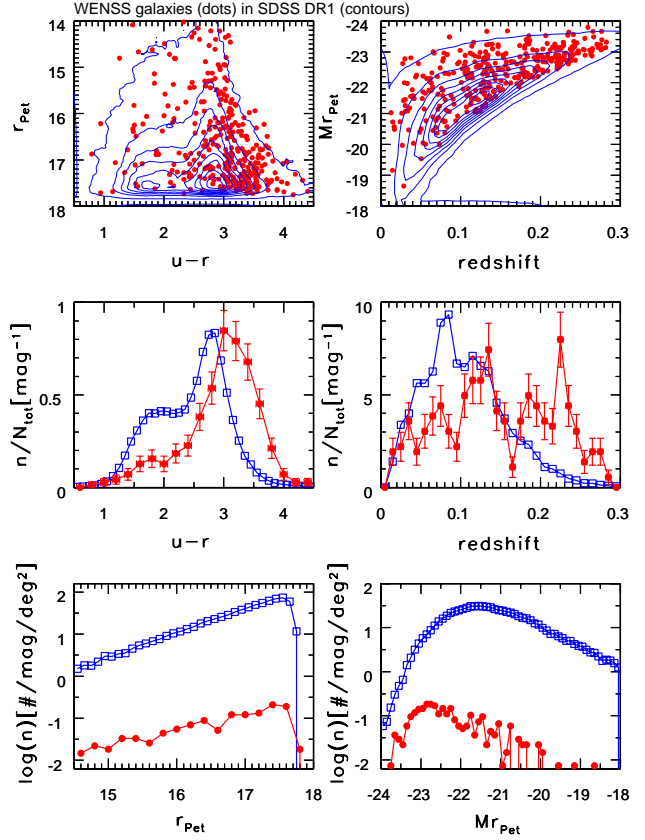 WENSS galaxies (dots) in SDSS DR1 (contours)
14
15
16
17
18
r_Pet
1 2 3 4
u−r
-24
-23
-22
-21
-20
-19
-18
Mr_Pet
0 0.1 0.2 0.3
redshift
1
0.5
0
n/N_tot[mag⁻¹]
1 2 3 4
u−r
10
5
0
n/N_tot[mag⁻¹]
0 0.1 0.2 0.3
redshift
2
1
0
-1
-2
log(n)[#/mag/deg²]
15 16 17 18
r_Pet
2
1
0
-1
-2
log(n)[#/mag/deg²]
-24 -23 -22 -21 -20 -19 -18
Mr_Pet